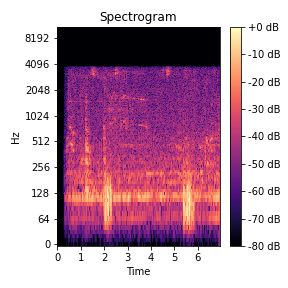 Spectrogram
8192
4096
2048
1024
512
256
128
64
0
Hz
0 1 2 3 4 5 6
Time
+0 dB
-10 dB
-20 dB
-30 dB
-40 dB
-50 dB
-60 dB
-70 dB
-80 dB